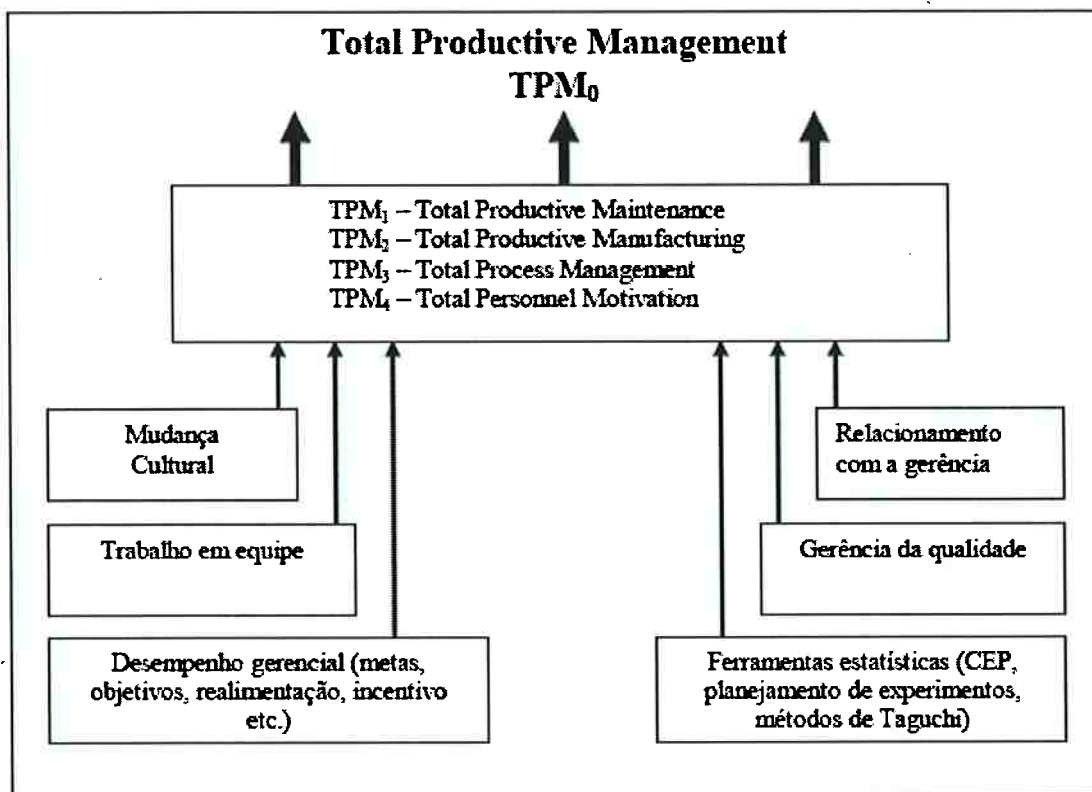 Total Productive Management
TPM₀
TPM₁ – Total Productive Maintenance
TPM₂ – Total Productive Manufacturing
TPM₃ – Total Process Management
TPM₄ – Total Personnel Motivation
Mudança
Cultural
Relacionamento
com a gerência
Trabalho em equipe
Gerência da qualidade
Desempenho gerencial (metas,
objetivos, realimentação, incentivo
etc.)
Ferramentas estatísticas (CEP,
planejamento de experimentos,
métodos de Taguchi)